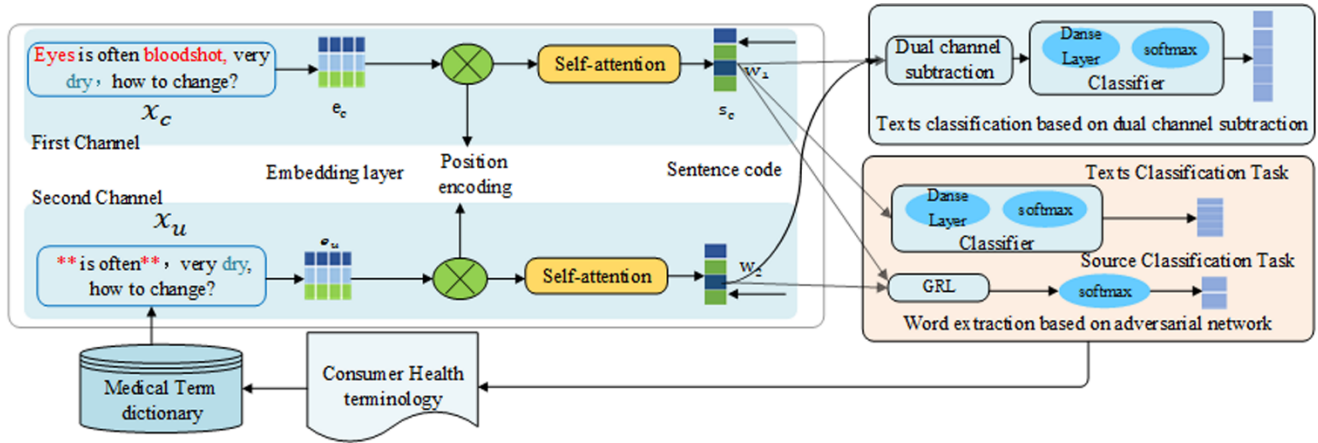 Eyes is often bloodshot, very
dry，how to change?
x_c
First Channel
e_c
Embedding layer
Position
encoding
Self-attention
W₁
s_c
Sentence code
Second Channel
x_u
** is often**，very dry,
how to change?
e_u
Self-attention
W₂
Dual channel
subtraction
Danse
Layer
softmax
Classifier
Texts classification based on dual channel subtraction
Texts Classification Task
Danse
Layer
softmax
Classifier
Source Classification Task
GRL
softmax
Word extraction based on adversarial network
Medical Term
dictionary
Consumer Health
terminology